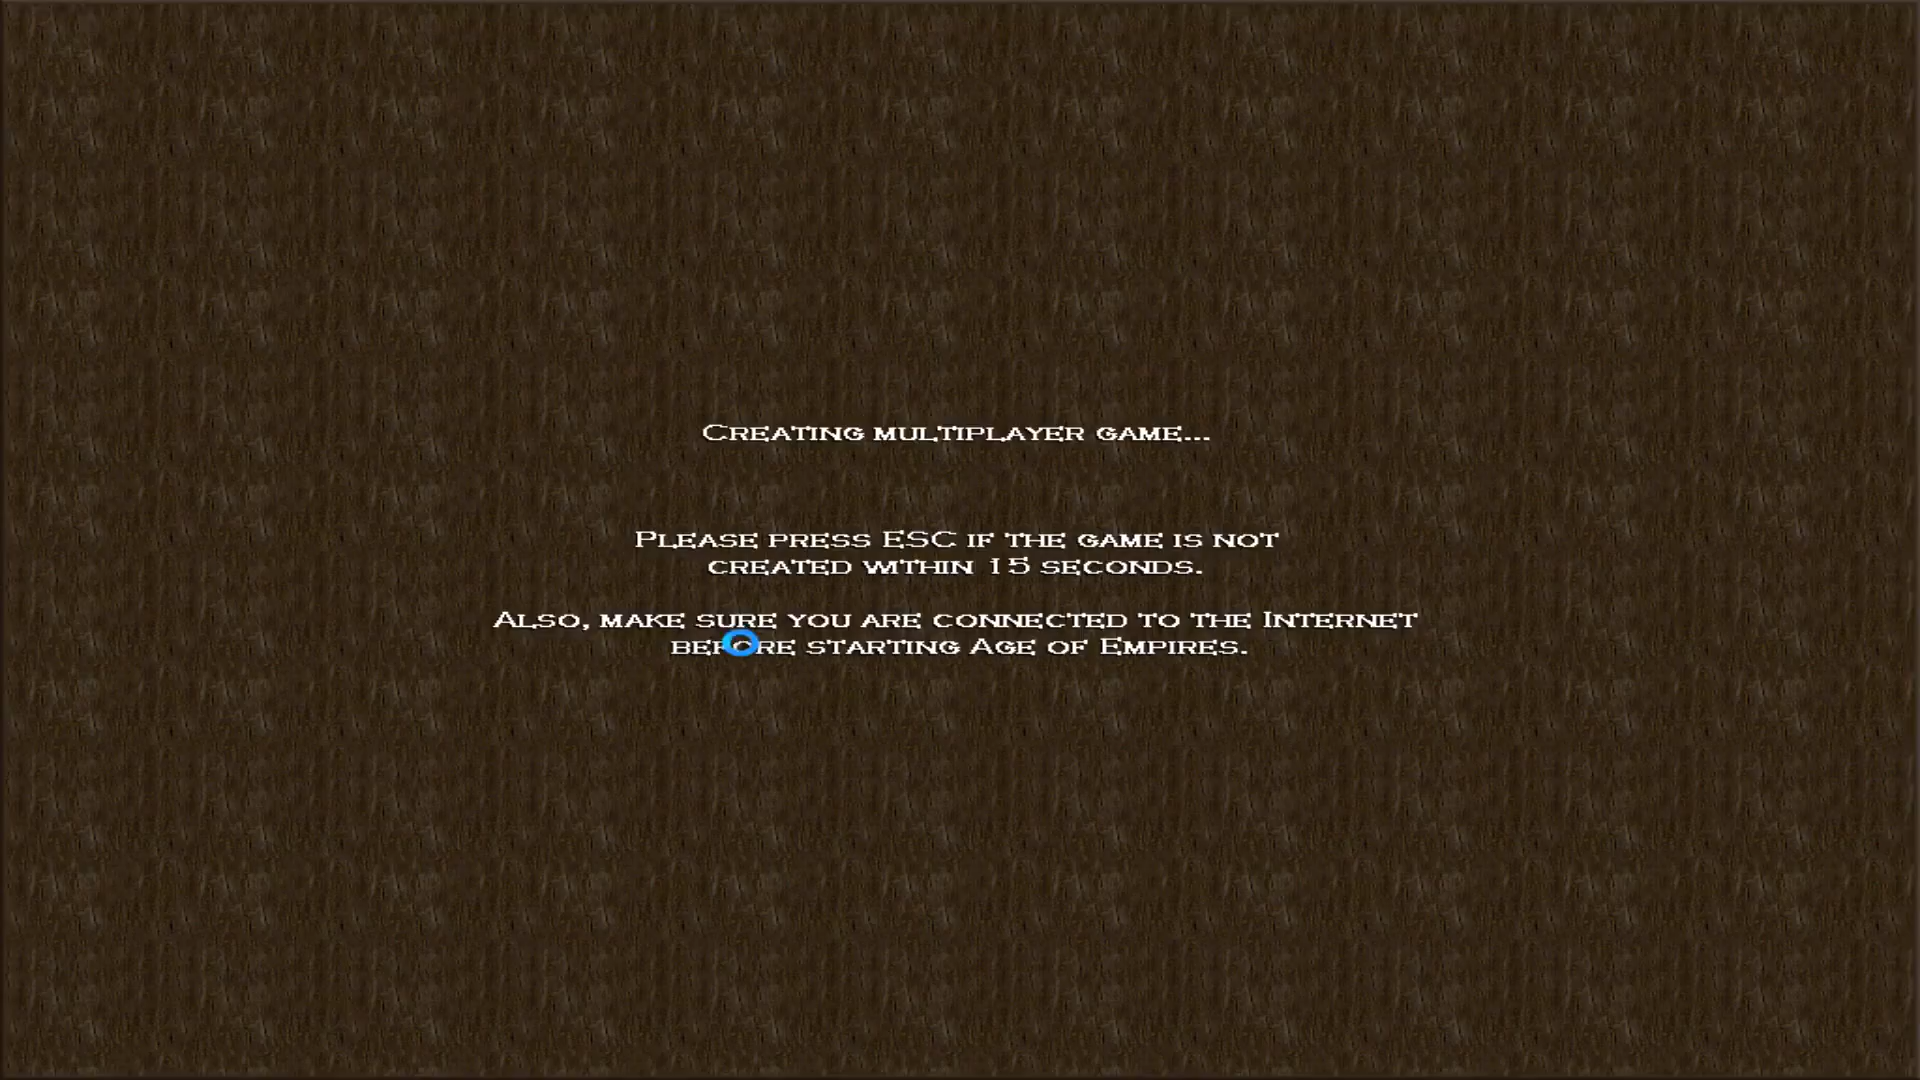 Creating multiplayer game...
Please press ESC if the game is not
created within 15 seconds.
Also, make sure you are connected to the Internet
before starting Age of Empires.